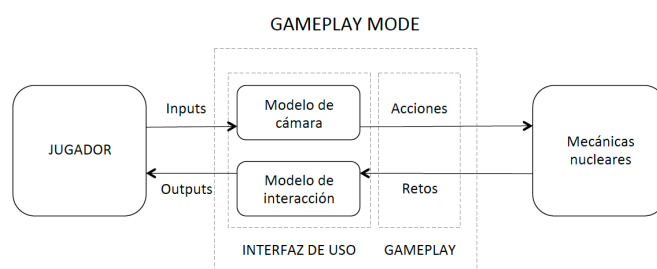 GAMEPLAY MODE
JUGADOR
Inputs
Outputs
Modelo de
cámara
Modelo de
interacción
INTERFAZ DE USO
Acciones
Retos
GAMEPLAY
Mecánicas
nucleares